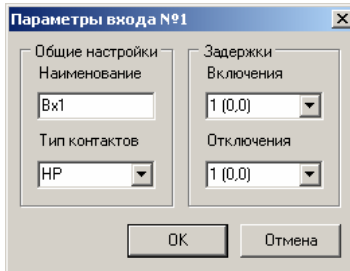 Параметры входа №1
Общие настройки
Наименование
Вх1
Тип контактов
НР
Задержки
Включения
1 (0,0)
Отключения
1 (0,0)
OK
Отмена